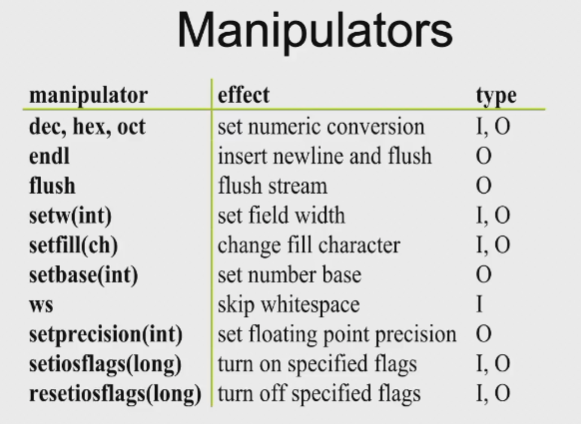 Manipulators
manipulator effect type
dec, hex, oct set numeric conversion I, O
endl insert newline and flush O
flush flush stream O
setw(int) set field width I, O
setfill(ch) change fill character I, O
setbase(int) set number base O
ws skip whitespace I
setprecision(int) set floating point precision O
setiosflags(long) turn on specified flags I, O
resetiosflags(long) turn off specified flags I, O